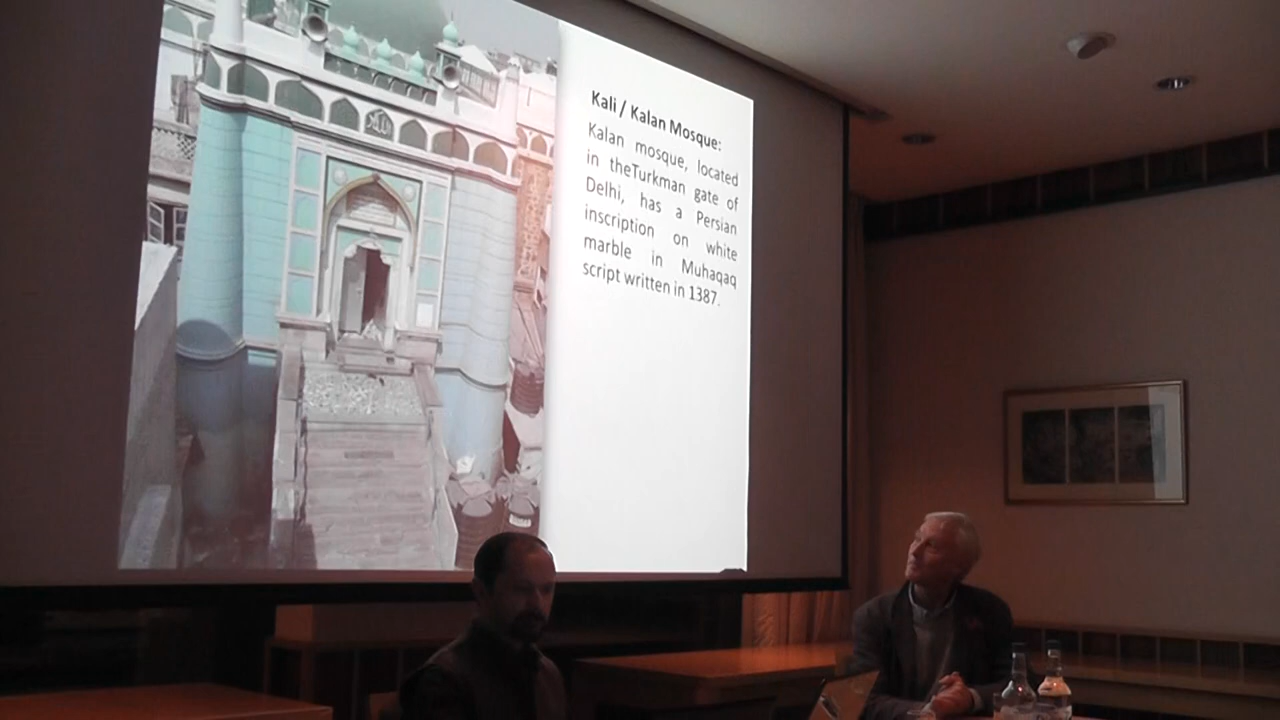 Kali / Kalan Mosque:
Kalan mosque, located
in theTurkman gate of
Delhi, has a Persian
inscription on white
marble in Muhaqaq
script written in 1387.
الله